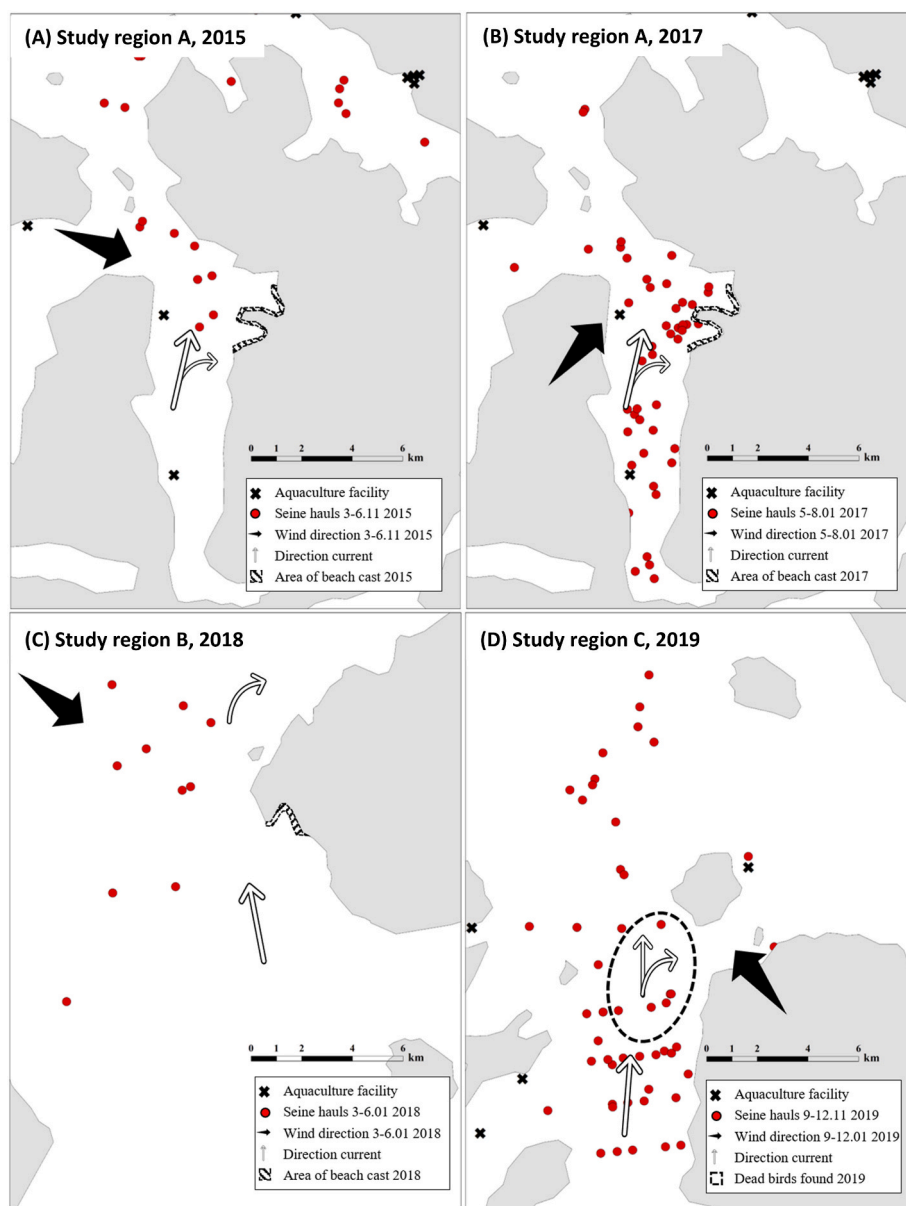 (A) Study region A, 2015
0 1 2 4 6
km
Aquaculture facility
Seine hauls 3-6.11 2015
Wind direction 3-6.11 2015
Direction current
Area of beach cast 2015
(B) Study region A, 2017
0 1 2 4 6
km
Aquaculture facility
Seine hauls 5-8.01 2017
Wind direction 5-8.01 2017
Direction current
Area of beach cast 2017
(C) Study region B, 2018
0 1 2 4 6
km
Aquaculture facility
Seine hauls 3-6.01 2018
Wind direction 3-6.01 2018
Direction current
Area of beach cast 2018
(D) Study region C, 2019
0 1 2 4 6
km
Aquaculture facility
Seine hauls 9-12.11 2019
Wind direction 9-12.01 2019
Direction current
Dead birds found 2019